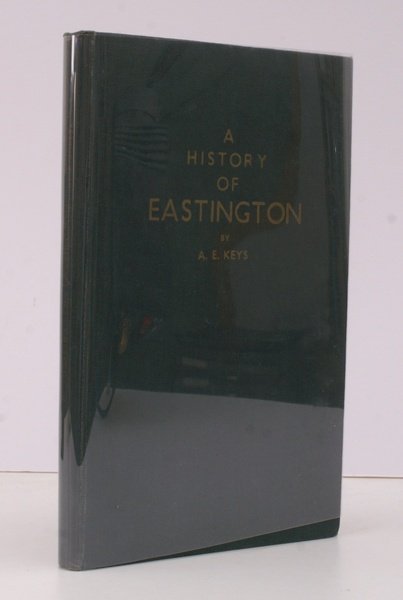 A
HISTORY
OF
EASTINGTON
BY
A. E. KEYS